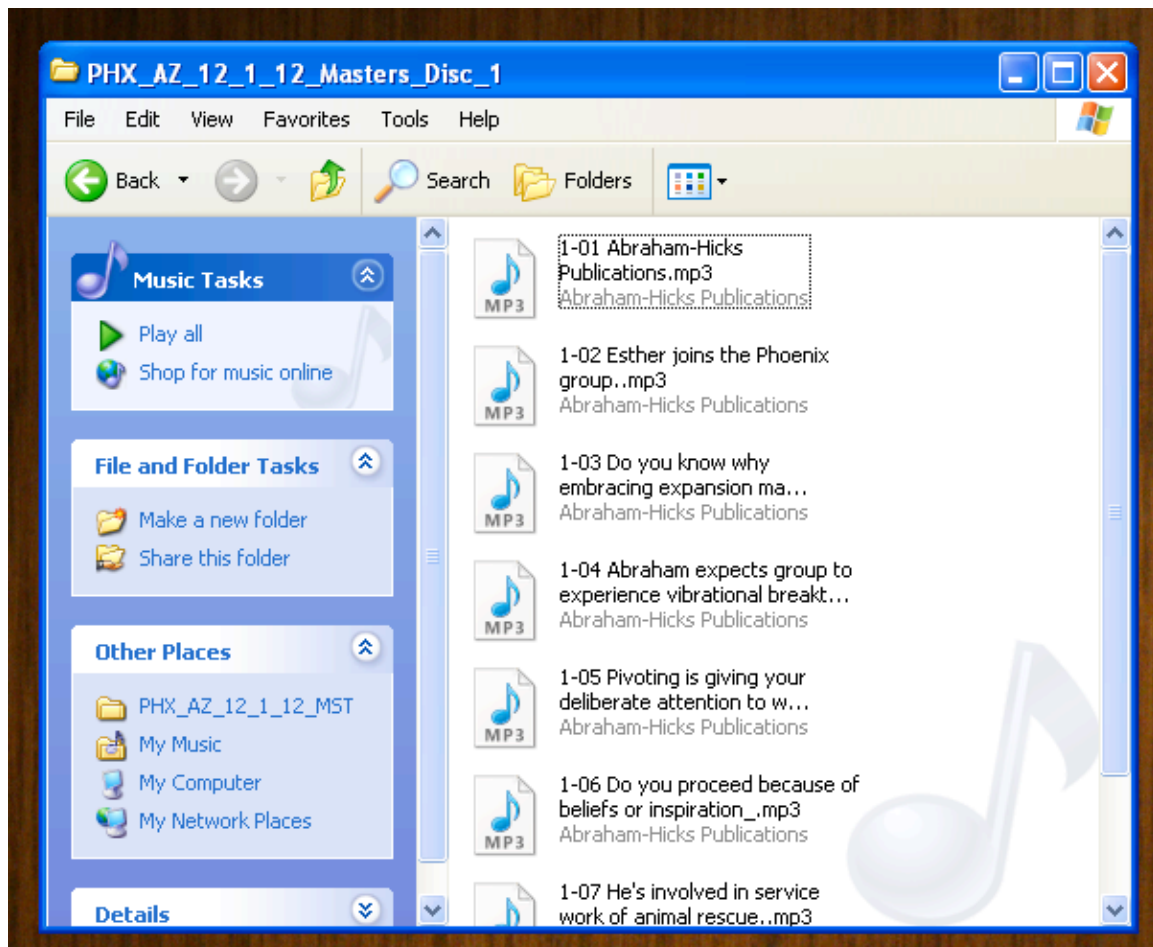 PHX_AZ_12_1_12_Masters_Disc_1
File Edit View Favorites Tools Help
Back Search Folders
Music Tasks
Play all
Shop for music online
File and Folder Tasks
Make a new folder
Share this folder
Other Places
PHX_AZ_12_1_12_MST
My Music
My Computer
My Network Places
Details
1-01 Abraham-Hicks
Publications.mp3
Abraham-Hicks Publications
MP3
1-02 Esther joins the Phoenix
group..mp3
Abraham-Hicks Publications
MP3
1-03 Do you know why
embracing expansion ma...
Abraham-Hicks Publications
MP3
1-04 Abraham expects group to
experience vibrational breakt...
Abraham-Hicks Publications
MP3
1-05 Pivoting is giving your
deliberate attention to w...
Abraham-Hicks Publications
MP3
1-06 Do you proceed because of
beliefs or inspiration_.mp3
Abraham-Hicks Publications
MP3
1-07 He's involved in service
work of animal rescue..mp3